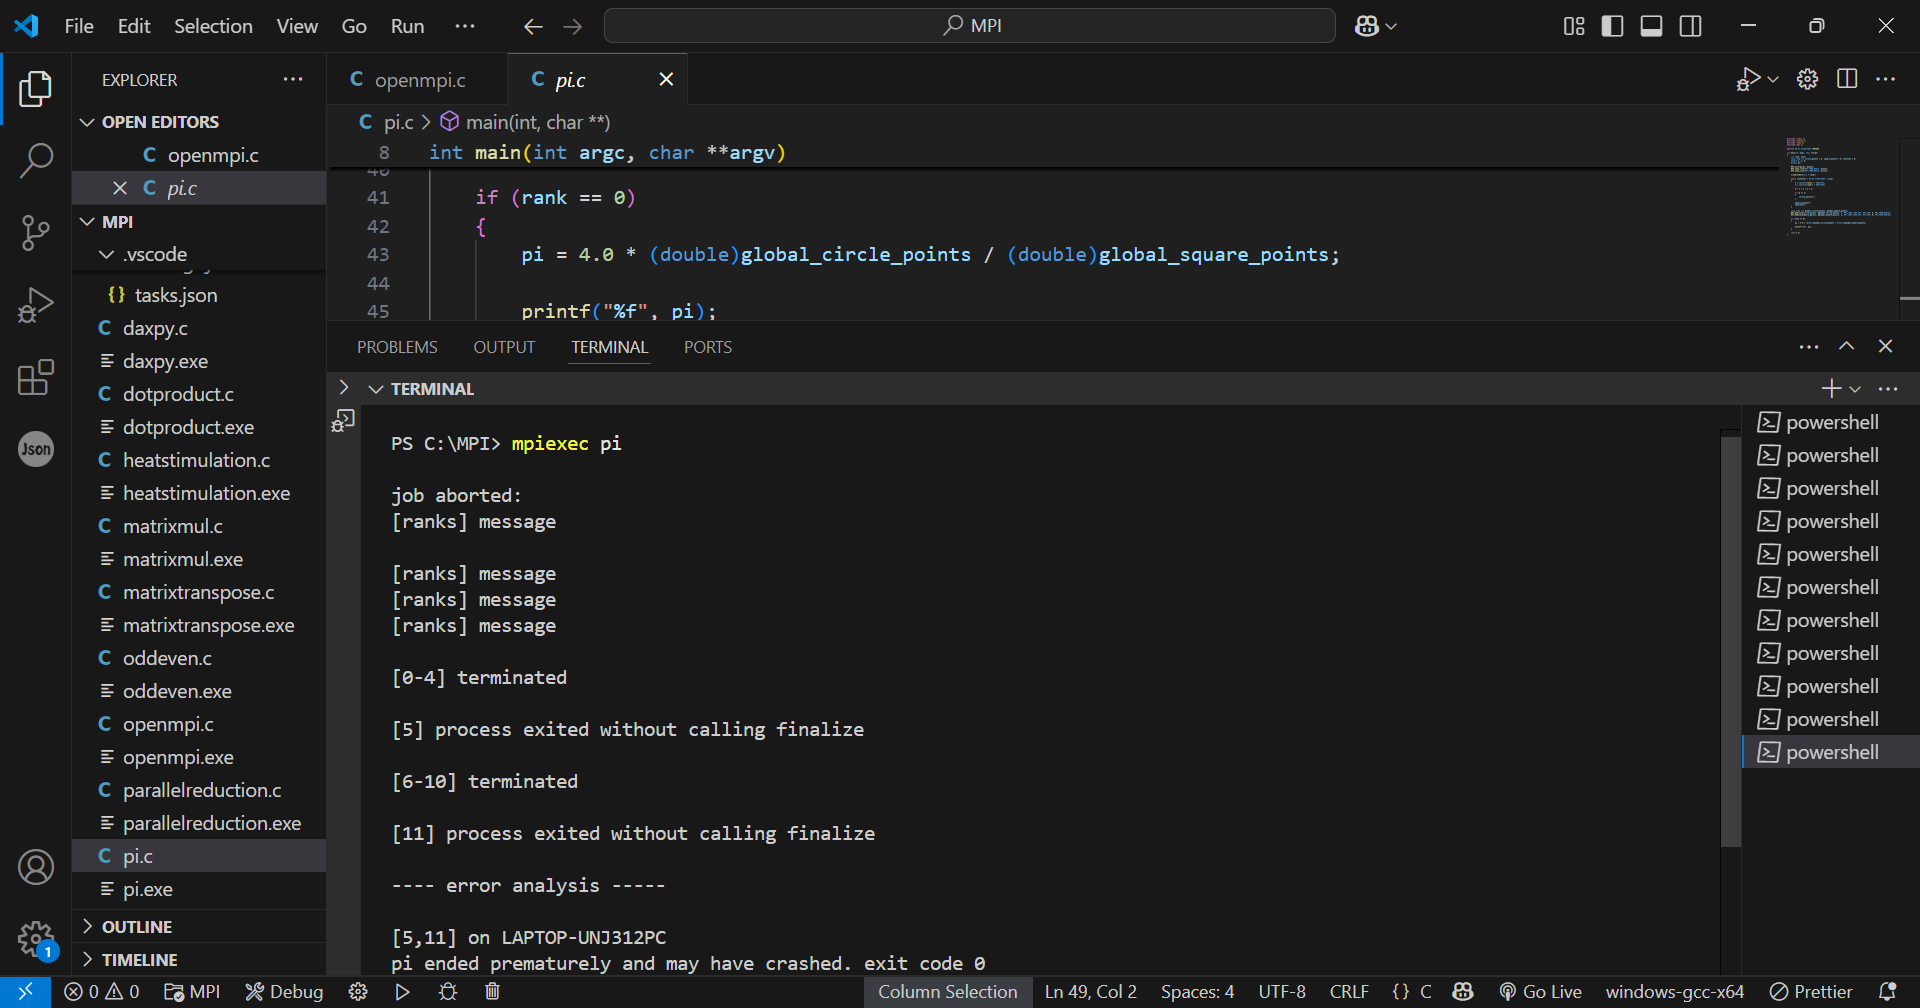 File Edit Selection View Go Run ··· MPI
EXPLORER
OPEN EDITORS
openmpi.c
pi.c
MPI
.vscode
tasks.json
daxpy.c
daxpy.exe
dotproduct.c
dotproduct.exe
heatstimulation.c
heatstimulation.exe
matrixmul.c
matrixmul.exe
matrixtranspose.c
matrixtranspose.exe
oddeven.c
oddeven.exe
openmpi.c
openmpi.exe
parallelreduction.c
parallelreduction.exe
pi.c
pi.exe
OUTLINE
TIMELINE
Json
1
C openmpi.c C pi.c
C pi.c > main(int, char **)
8 int main(int argc, char **argv)
40
41 if (rank == 0)
42 {
43 pi = 4.0 * (double)global_circle_points / (double)global_square_points;
44
45 printf("%f", pi);
PROBLEMS OUTPUT TERMINAL PORTS
TERMINAL
PS C:\MPI> mpiexec pi
job aborted:
[ranks] message
[ranks] message
[ranks] message
[ranks] message
[0-4] terminated
[5] process exited without calling finalize
[6-10] terminated
[11] process exited without calling finalize
---- error analysis -----
[5,11] on LAPTOP-UNJ312PC
pi ended prematurely and may have crashed. exit code 0
powershell
powershell
powershell
powershell
powershell
powershell
powershell
powershell
powershell
powershell
powershell
0 0 MPI Debug Column Selection Ln 49, Col 2 Spaces: 4 UTF-8 CRLF {} C Go Live windows-gcc-x64 Prettier